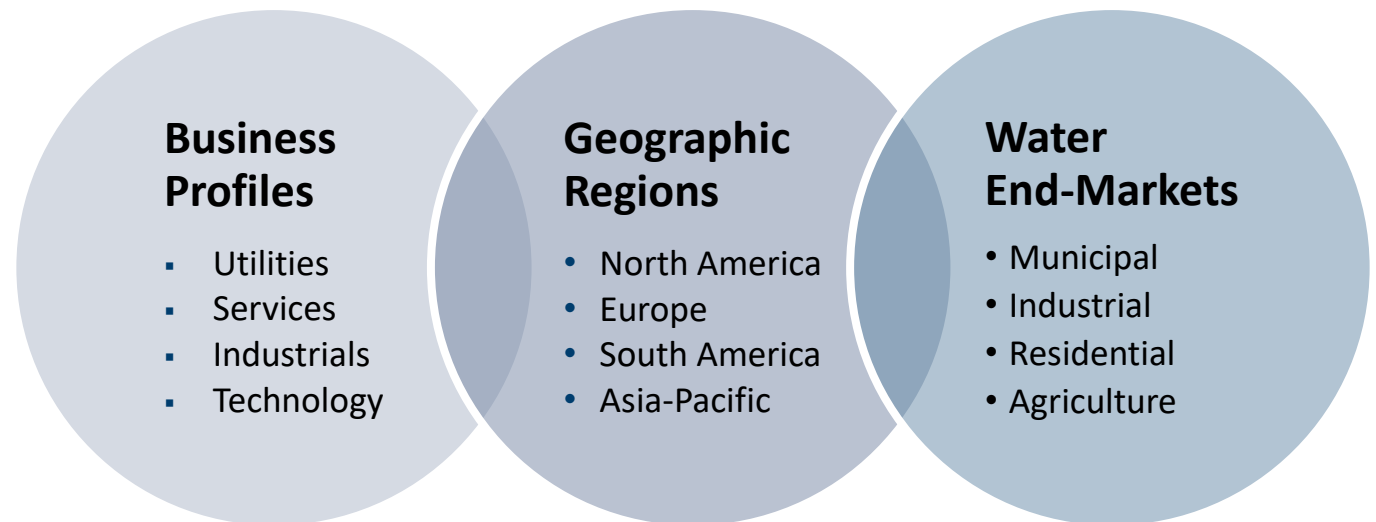 Business
Profiles
▪ Utilities
▪ Services
▪ Industrials
▪ Technology
Geographic
Regions
• North America
• Europe
• South America
• Asia-Pacific
Water
End-Markets
• Municipal
• Industrial
• Residential
• Agriculture